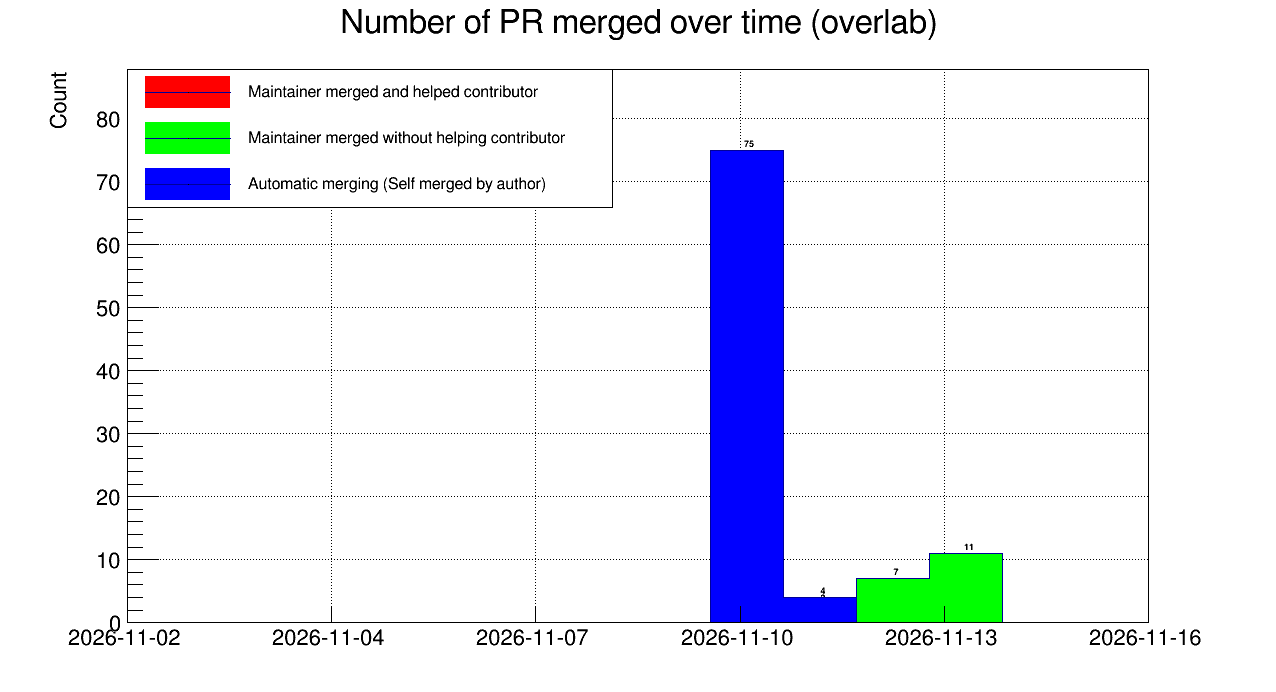 Number of PR merged over time (overlab)
Count
Maintainer merged and helped contributor
Maintainer merged without helping contributor
Automatic merging (Self merged by author)
80
70
60
50
40
30
20
10
0
75
4
7
11
2026-11-02 2026-11-04 2026-11-07 2026-11-10 2026-11-13 2026-11-16